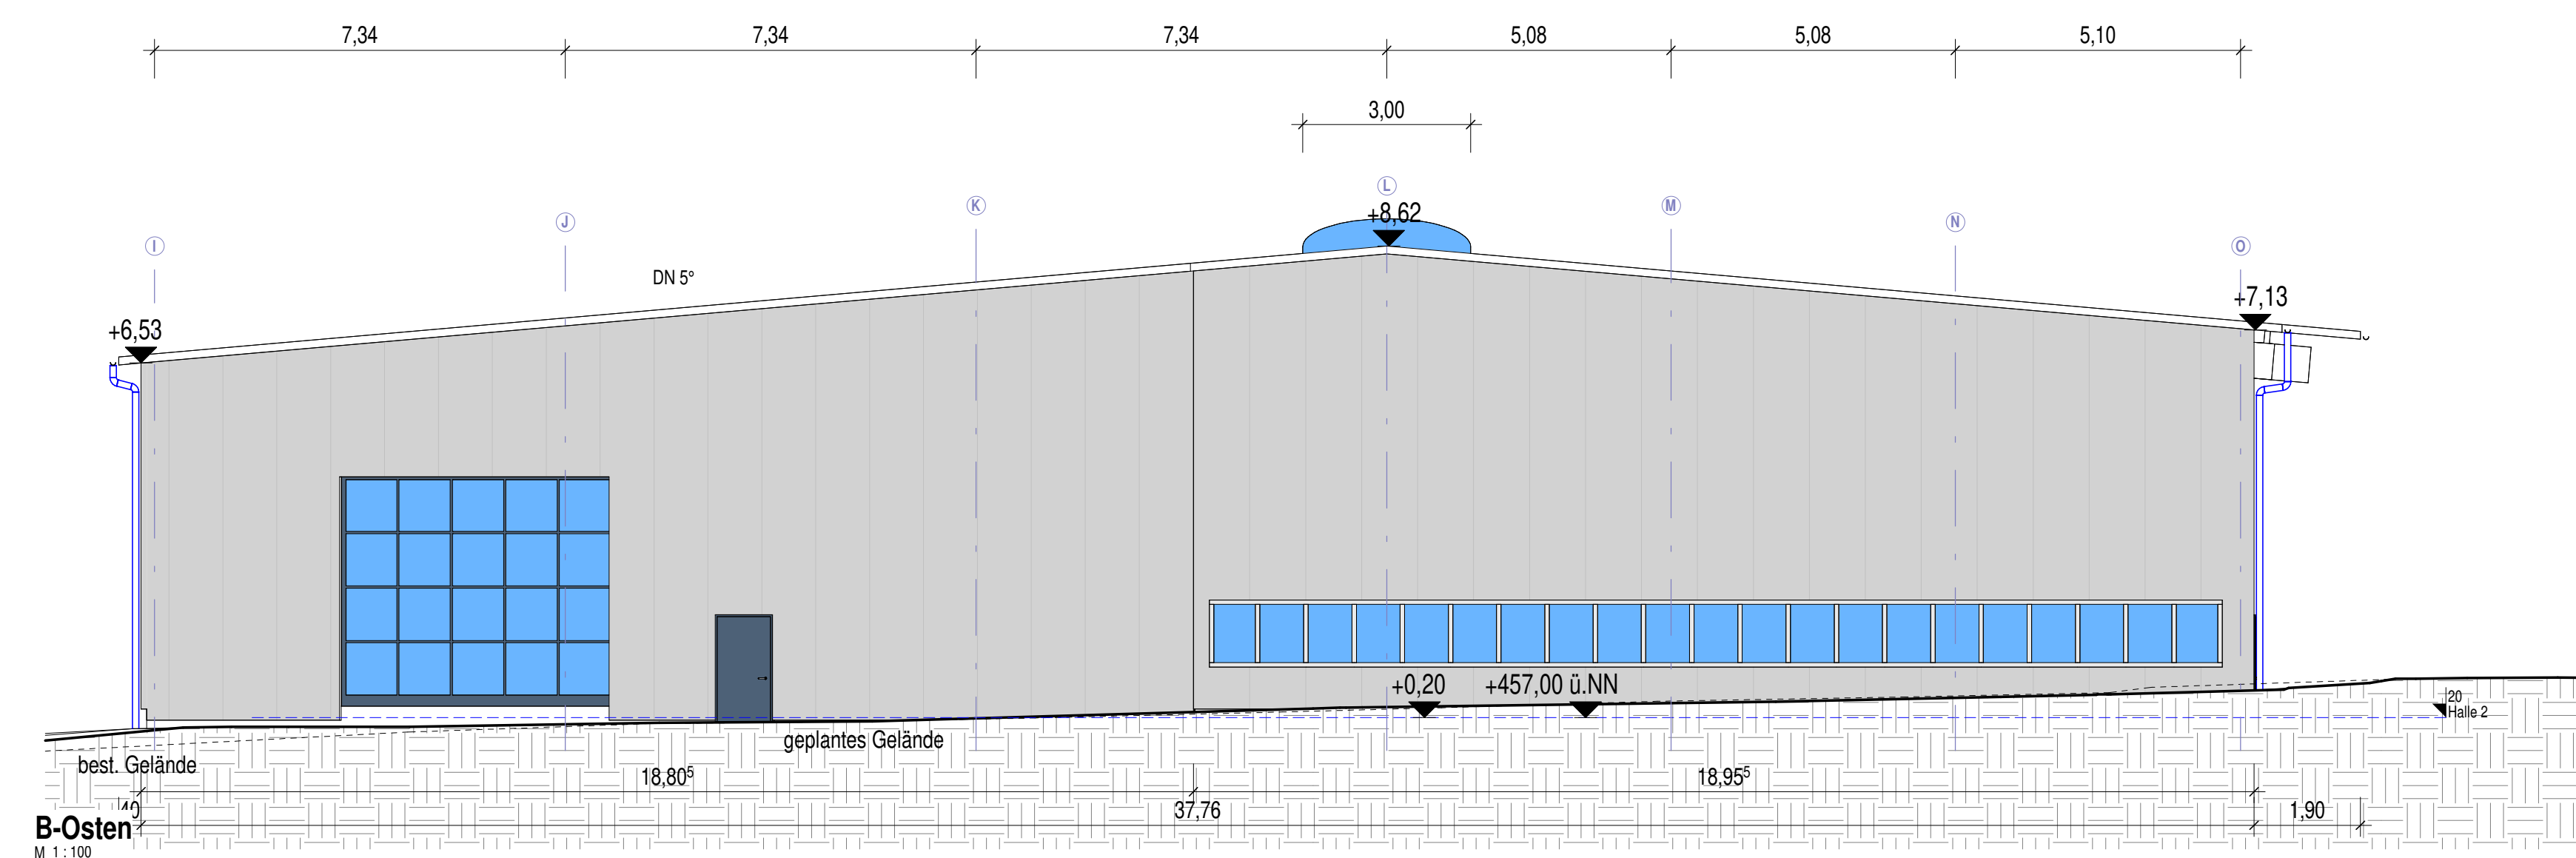 7,34 7,34 7,34 5,08 5,08 5,10
3,00
I J K L M N O
+8,62
DN 5°
+7,13
+6,53
+0,20 +457,00 ü.NN
20
Halle 2
geplantes Gelände
best. Gelände
18,80⁵ 18,95⁵
40 37,76 1,90
B-Osten
M 1 : 100